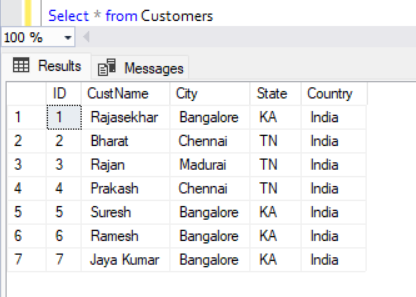 Select * from Customers
100 %
Results Messages
ID CustName City State Country
1 1 Rajasekhar Bangalore KA India
2 2 Bharat Chennai TN India
3 3 Rajan Madurai TN India
4 4 Prakash Chennai TN India
5 5 Suresh Bangalore KA India
6 6 Ramesh Bangalore KA India
7 7 Jaya Kumar Bangalore KA India